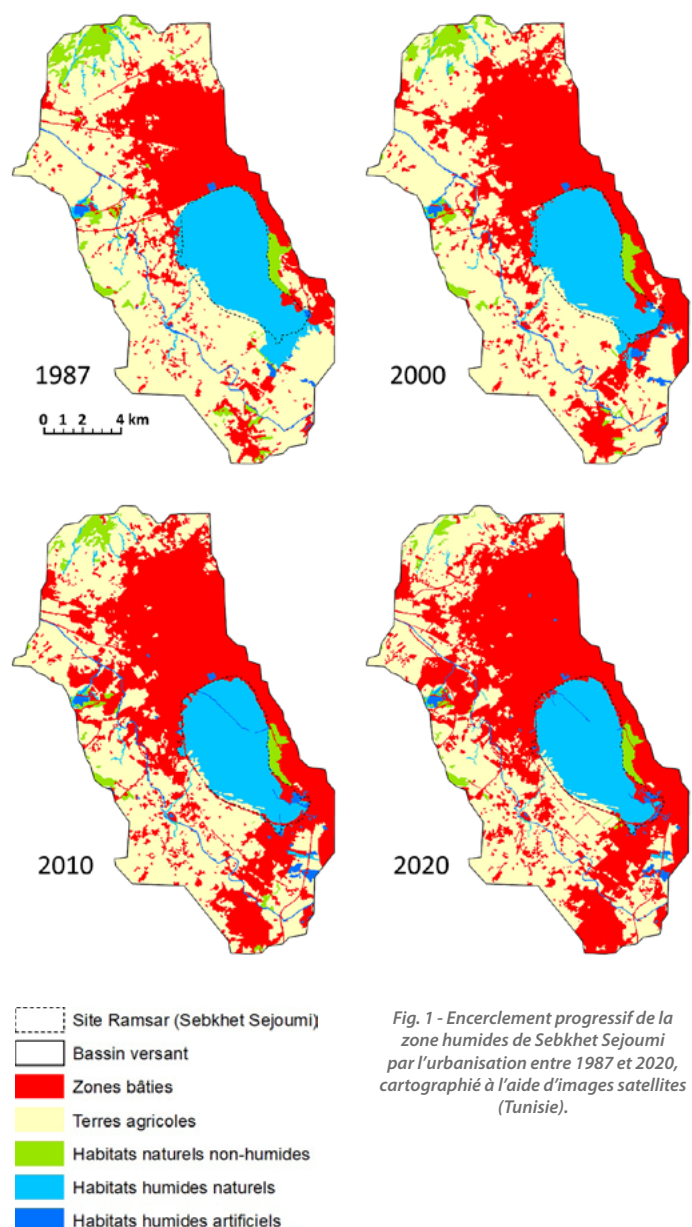 1987
0 1 2 4 km
2000
2010
2020
Site Ramsar (Sebkhet Sejoumi)
Bassin versant
Zones bâties
Terres agricoles
Habitats naturels non-humides
Habitats humides naturels
Habitats humides artificiels
Fig. 1 - Encerclement progressif de la
zone humides de Sebkhet Sejoumi
par l'urbanisation entre 1987 et 2020,
cartographié à l'aide d'images satellites
(Tunisie).